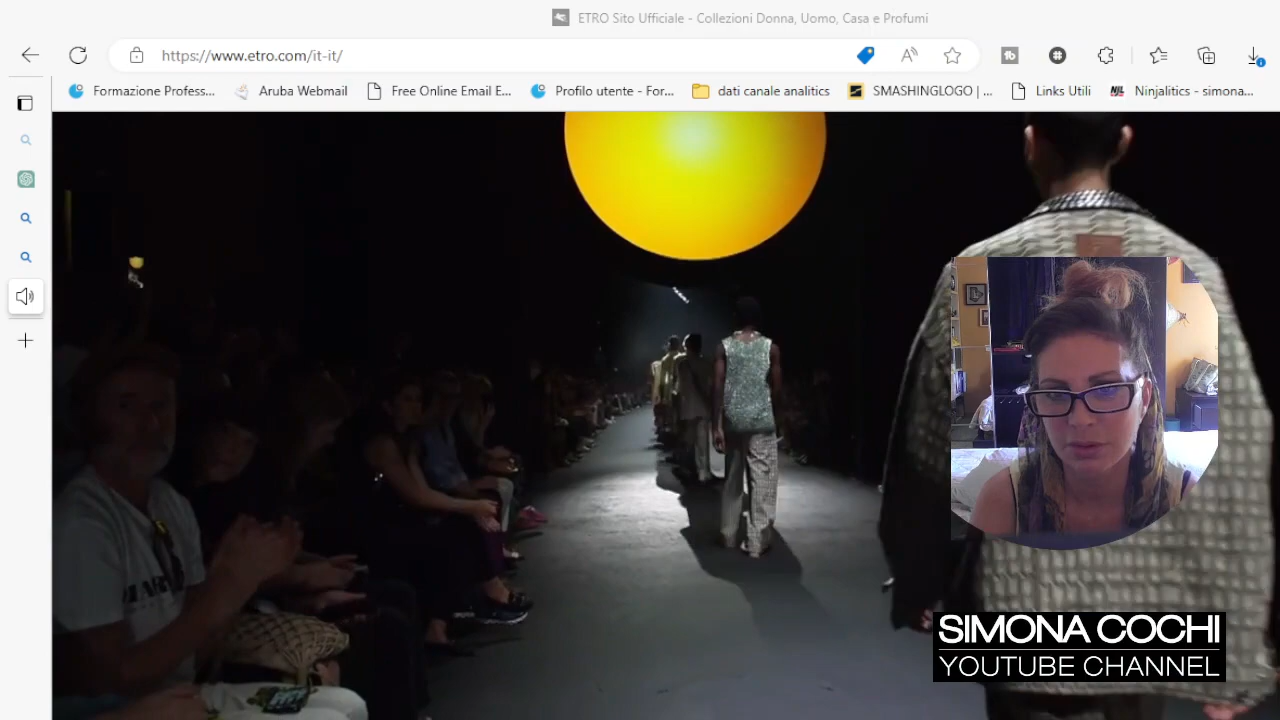 ETRO Sito Ufficiale - Collezioni Donna, Uomo, Casa e Profumi
https://www.etro.com/it-it/
Formazione Profess... Aruba Webmail Free Online Email E... Profilo utente - For... dati canale analitics SMASHINGLOGO | ... Links Utili Ninjalitics - simona...
SIMONA COCHI
YOUTUBE CHANNEL